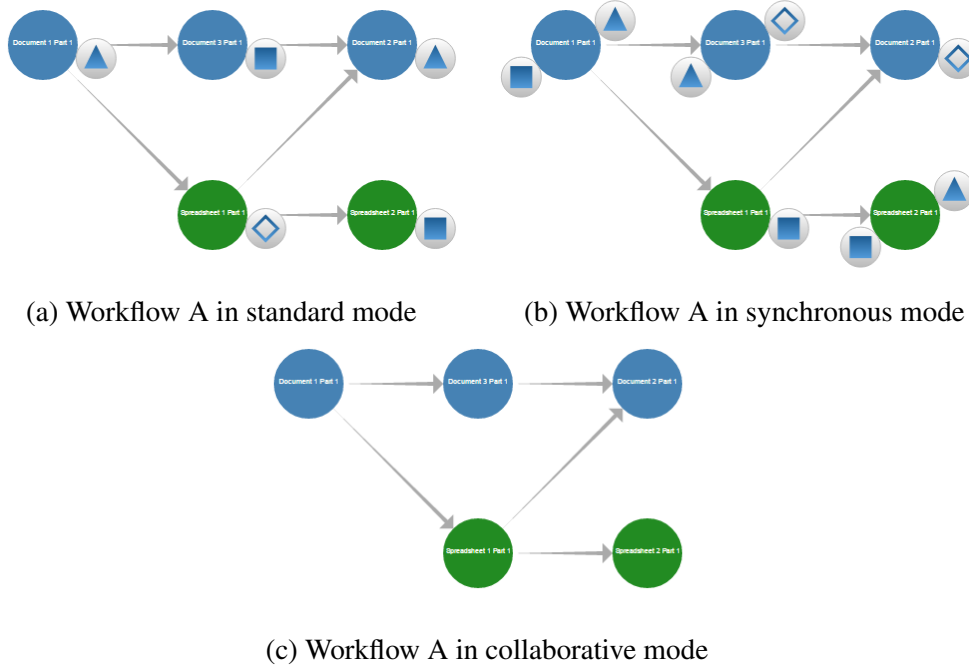 Document 1 Part 1
Document 3 Part 1
Document 2 Part 1
Spreadsheet 1 Part 1
Spreadsheet 2 Part 1
(a) Workflow A in standard mode
Document 1 Part 1
Document 3 Part 1
Document 2 Part 1
Spreadsheet 1 Part 1
Spreadsheet 2 Part 1
(b) Workflow A in synchronous mode
Document 1 Part 1
Document 3 Part 1
Document 2 Part 1
Spreadsheet 1 Part 1
Spreadsheet 2 Part 1
(c) Workflow A in collaborative mode